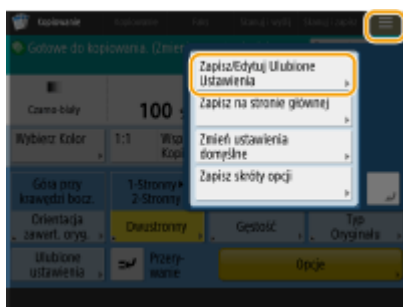 Kopiowanie
Gotowe do kopiowania. (Zmień
Zapisz/Edytuj Ulubione
Ustawienia
Zapisz na stronie głównej
Zmień ustawienia
domyślne
Zapisz skróty opcji
Czarno-biały
100
Wybierz Kolor
1:1
Góra przy
krawędzi bocz.
1-Stronny
2-Stronny
Orientacja
zawart. oryg.
Dwustronny
Gęstość
Typ
Oryginału
Ulubione
ustawienia
Przery-
wanie
Opcje